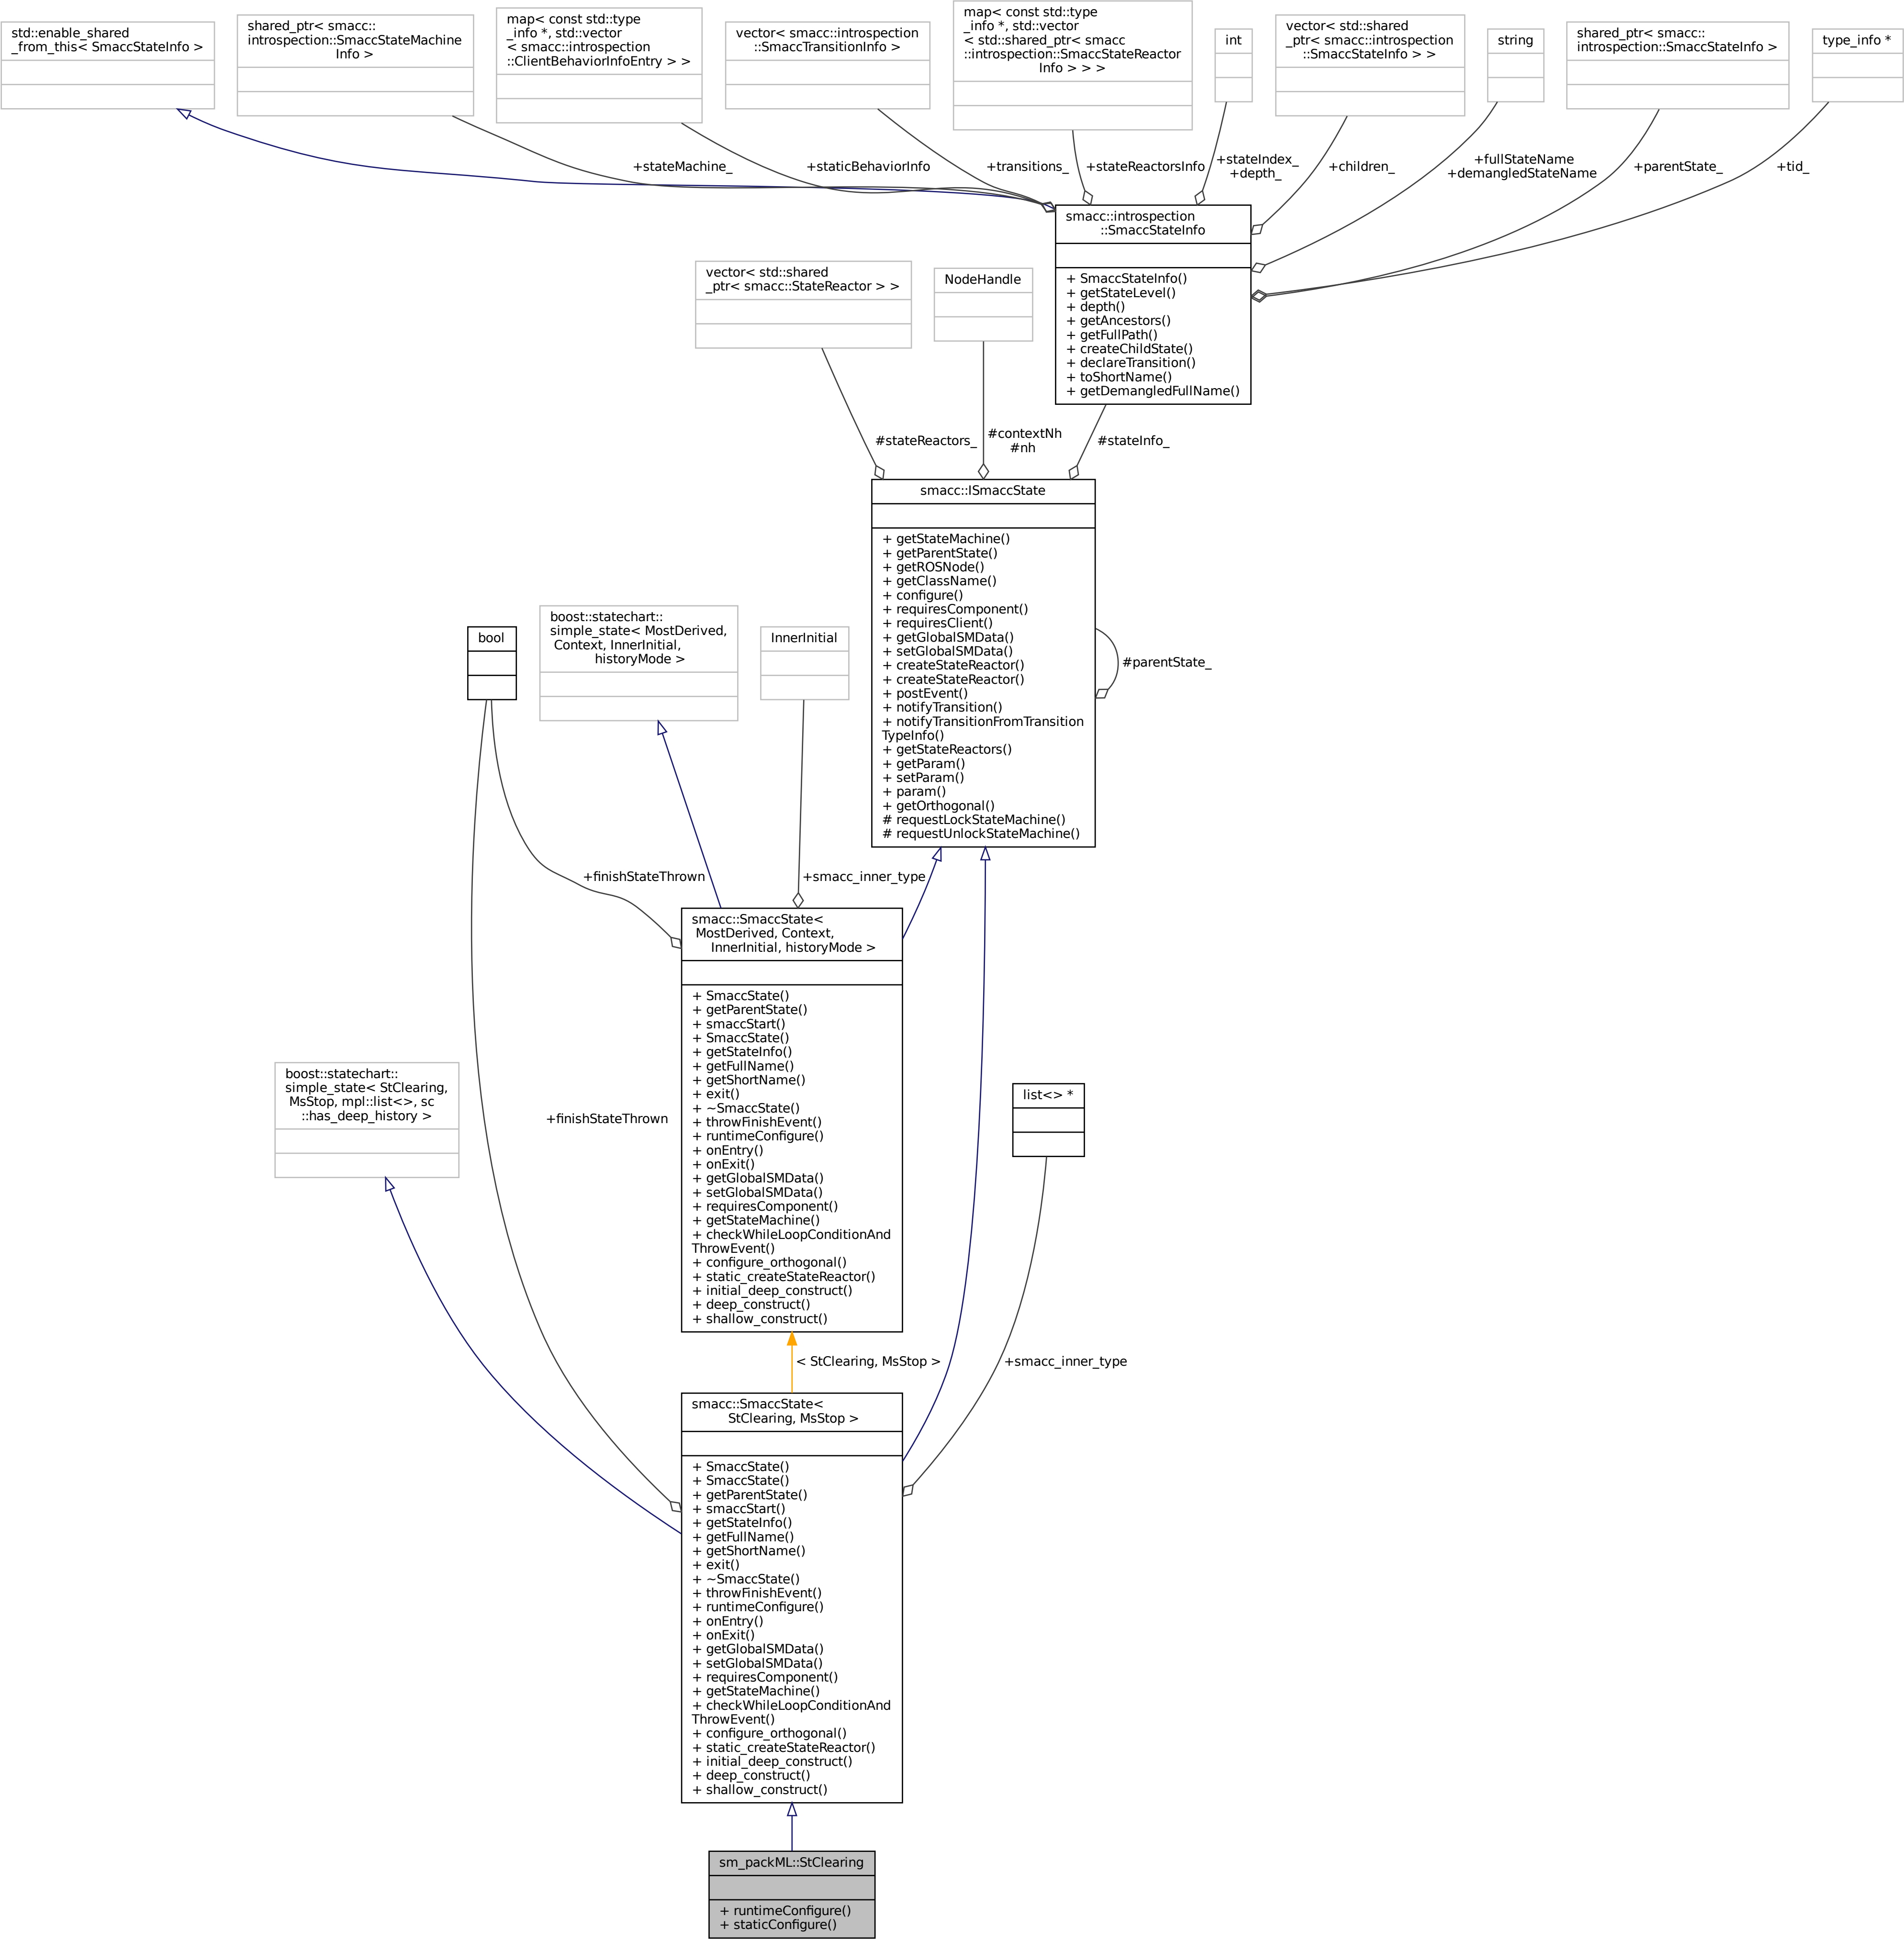 std::enable_shared
_from_this< SmaccStateInfo >
shared_ptr< smacc::
introspection::SmaccStateMachine
Info >
map< const std::type
_info *, std::vector
< smacc::introspection
::ClientBehaviorInfoEntry > >
vector< smacc::introspection
::SmaccTransitionInfo >
map< const std::type
_info *, std::vector
< std::shared_ptr< smacc
::introspection::SmaccStateReactor
Info > > >
int
vector< std::shared
_ptr< smacc::introspection
::SmaccStateInfo > >
string
shared_ptr< smacc::
introspection::SmaccStateInfo >
type_info *
+stateMachine_
+staticBehaviorInfo
+transitions_
+stateReactorsInfo
+stateIndex_
+depth_
+children_
+fullStateName
+demangledStateName
+parentState_
+tid_
smacc::introspection
::SmaccStateInfo
+ SmaccStateInfo()
+ getStateLevel()
+ depth()
+ getAncestors()
+ getFullPath()
+ createChildState()
+ declareTransition()
+ toShortName()
+ getDemangledFullName()
vector< std::shared
_ptr< smacc::StateReactor > >
NodeHandle
#stateReactors_
#contextNh
#nh
#stateInfo_
smacc::ISmaccState
+ getStateMachine()
+ getParentState()
+ getROSNode()
+ getClassName()
+ configure()
+ requiresComponent()
+ requiresClient()
+ getGlobalSMData()
+ setGlobalSMData()
+ createStateReactor()
+ createStateReactor()
+ postEvent()
+ notifyTransition()
+ notifyTransitionFromTransition
TypeInfo()
+ getStateReactors()
+ getParam()
+ setParam()
+ param()
+ getOrthogonal()
# requestLockStateMachine()
# requestUnlockStateMachine()
#parentState_
bool
boost::statechart::
simple_state< MostDerived,
Context, InnerInitial,
historyMode >
InnerInitial
+finishStateThrown
+smacc_inner_type
smacc::SmaccState<
MostDerived, Context,
InnerInitial, historyMode >
+ SmaccState()
+ getParentState()
+ smaccStart()
+ SmaccState()
+ getStateInfo()
+ getFullName()
+ getShortName()
+ exit()
+ ~SmaccState()
+ throwFinishEvent()
+ runtimeConfigure()
+ onEntry()
+ onExit()
+ getGlobalSMData()
+ setGlobalSMData()
+ requiresComponent()
+ getStateMachine()
+ checkWhileLoopConditionAnd
ThrowEvent()
+ configure_orthogonal()
+ static_createStateReactor()
+ initial_deep_construct()
+ deep_construct()
+ shallow_construct()
boost::statechart::
simple_state< StClearing,
MsStop, mpl::list<>, sc
::has_deep_history >
+finishStateThrown
list<> *
< StClearing, MsStop >
+smacc_inner_type
smacc::SmaccState<
StClearing, MsStop >
+ SmaccState()
+ SmaccState()
+ getParentState()
+ smaccStart()
+ getStateInfo()
+ getFullName()
+ getShortName()
+ exit()
+ ~SmaccState()
+ throwFinishEvent()
+ runtimeConfigure()
+ onEntry()
+ onExit()
+ getGlobalSMData()
+ setGlobalSMData()
+ requiresComponent()
+ getStateMachine()
+ checkWhileLoopConditionAnd
ThrowEvent()
+ configure_orthogonal()
+ static_createStateReactor()
+ initial_deep_construct()
+ deep_construct()
+ shallow_construct()
sm_packML::StClearing
+ runtimeConfigure()
+ staticConfigure()